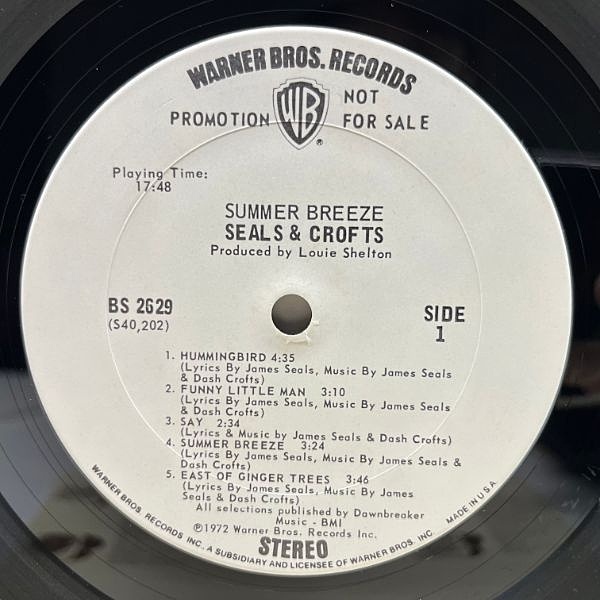 WARNER BROS. RECORDS
PROMOTION WB NOT FOR SALE
®
Playing Time:
17:48
SUMMER BREEZE
SEALS & CROFTS
Produced by Louie Shelton
BS 2629
(S40,202)
SIDE
1
1. HUMMINGBIRD 4:35
(Lyrics By James Seals, Music By James Seals
& Dash Crofts)
2. FUNNY LITTLE MAN 3:10
(Lyrics By James Seals, Music By James Seals
& Dash Crofts)
3. SAY 2:34
(Lyrics & Music by James Seals & Dash Crofts)
4. SUMMER BREEZE 3:24
(Lyrics By James Seals, Music By James Seals &
Dash Crofts)
5. EAST OF GINGER TREES 3:46
(Lyrics By James Seals, Music By James
Seals & Dash Crofts)
All selections published by Dawnbreaker
Music - BMI
℗1972 Warner Bros. Records Inc.
STEREO
WARNER BROS. RECORDS INC., A SUBSIDIARY AND LICENSEE OF WARNER BROS. INC. MADE IN U.S.A.